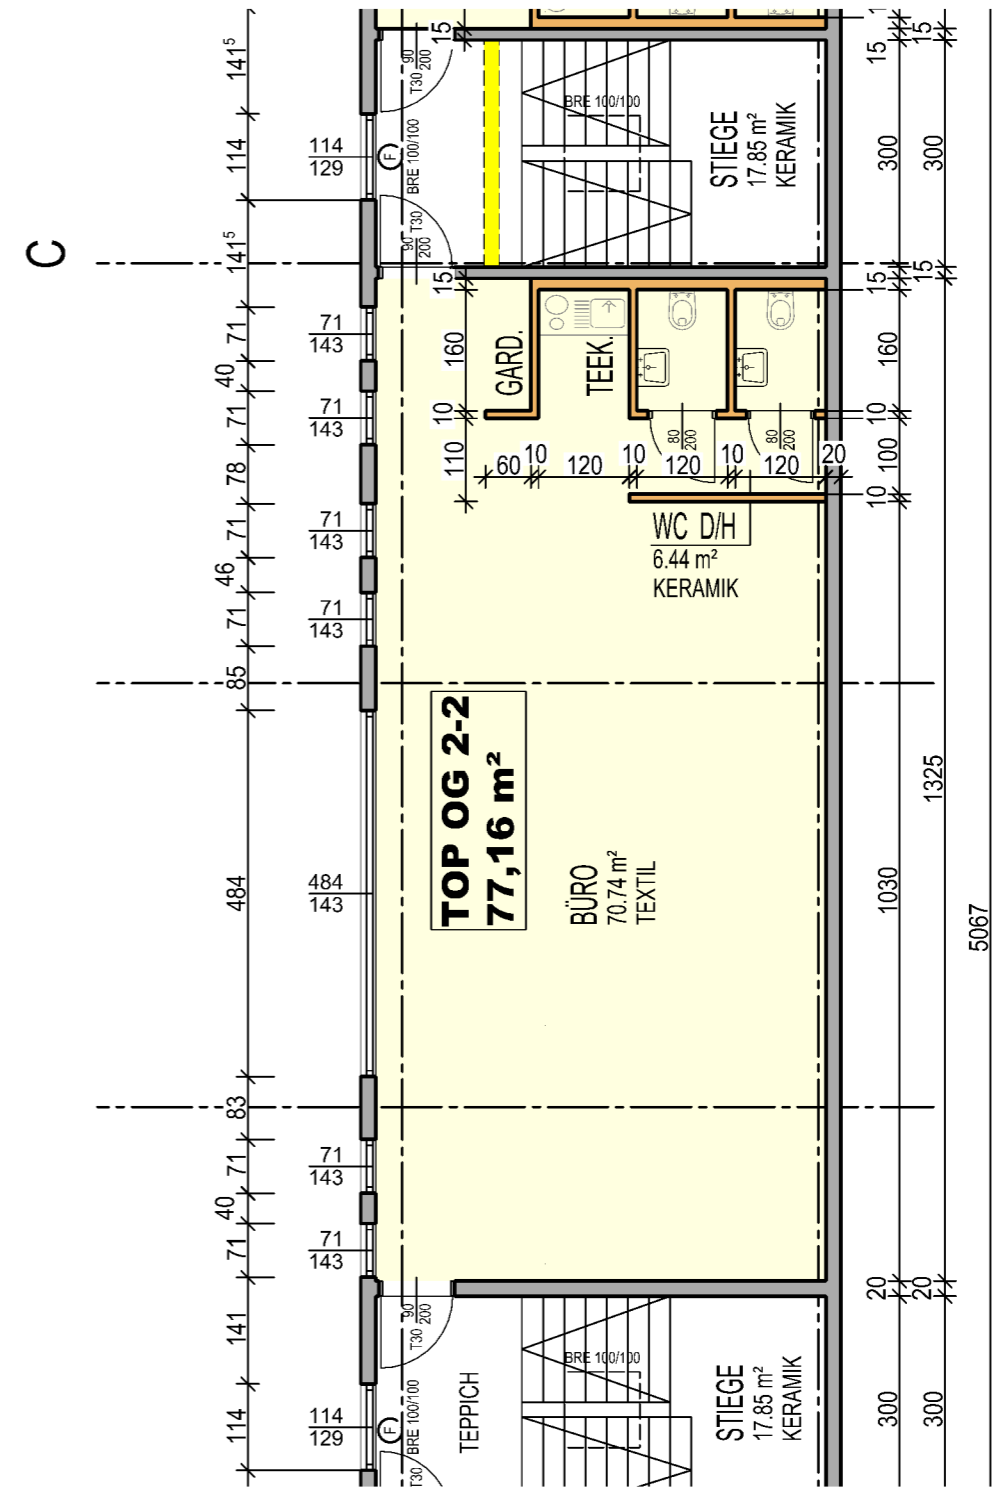 C
141⁵
114
141⁵
71
40
71
78
71
46
71
85
484
83
71
40
71
141
114
114
129
71
143
71
143
71
143
71
143
484
143
71
143
71
143
114
129
15
90
200
T30
F
BRE 100/100
T30
90
200
BRE 100/100
STIEGE
17.85 m²
KERAMIK
15
160
10
110
GARD.
TEEK.
80
200
80
200
60
10
120
10
120
10
120
20
WC D/H
6.44 m²
KERAMIK
TOP OG 2-2
77,16 m²
BÜRO
70.74 m²
TEXTIL
90
200
T30
F
BRE 100/100
T30
TEPPICH
BRE 100/100
STIEGE
17.85 m²
KERAMIK
15
300
15
160
10
100
10
1030
20
300
15
300
15
1325
20
300
5067